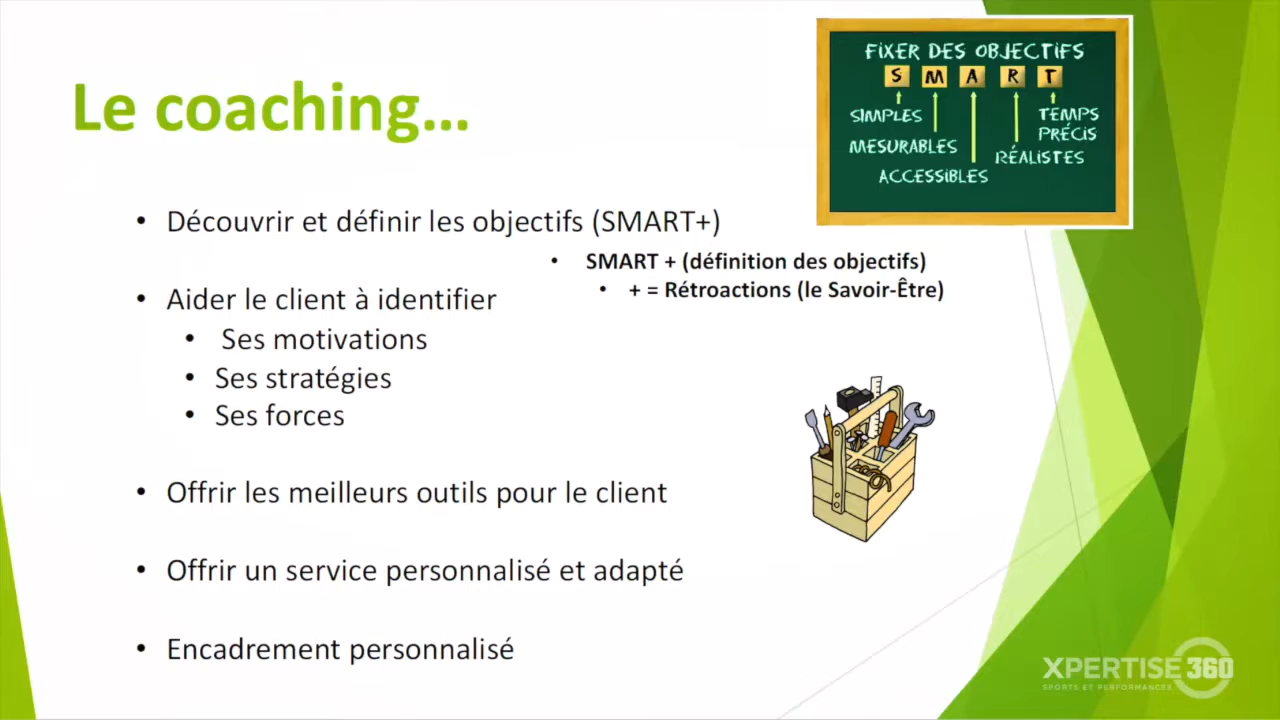 Le coaching...
FIXER DES OBJECTIFS
S M A R T
SIMPLES
MESURABLES
ACCESSIBLES
RÉALISTES
TEMPS
PRÉCIS
• Découvrir et définir les objectifs (SMART+)
• SMART + (définition des objectifs)
• + = Rétroactions (le Savoir-Être)
• Aider le client à identifier
• Ses motivations
• Ses stratégies
• Ses forces
• Offrir les meilleurs outils pour le client
• Offrir un service personnalisé et adapté
• Encadrement personnalisé
XPERTISE 360
SPORTS ET PERFORMANCES